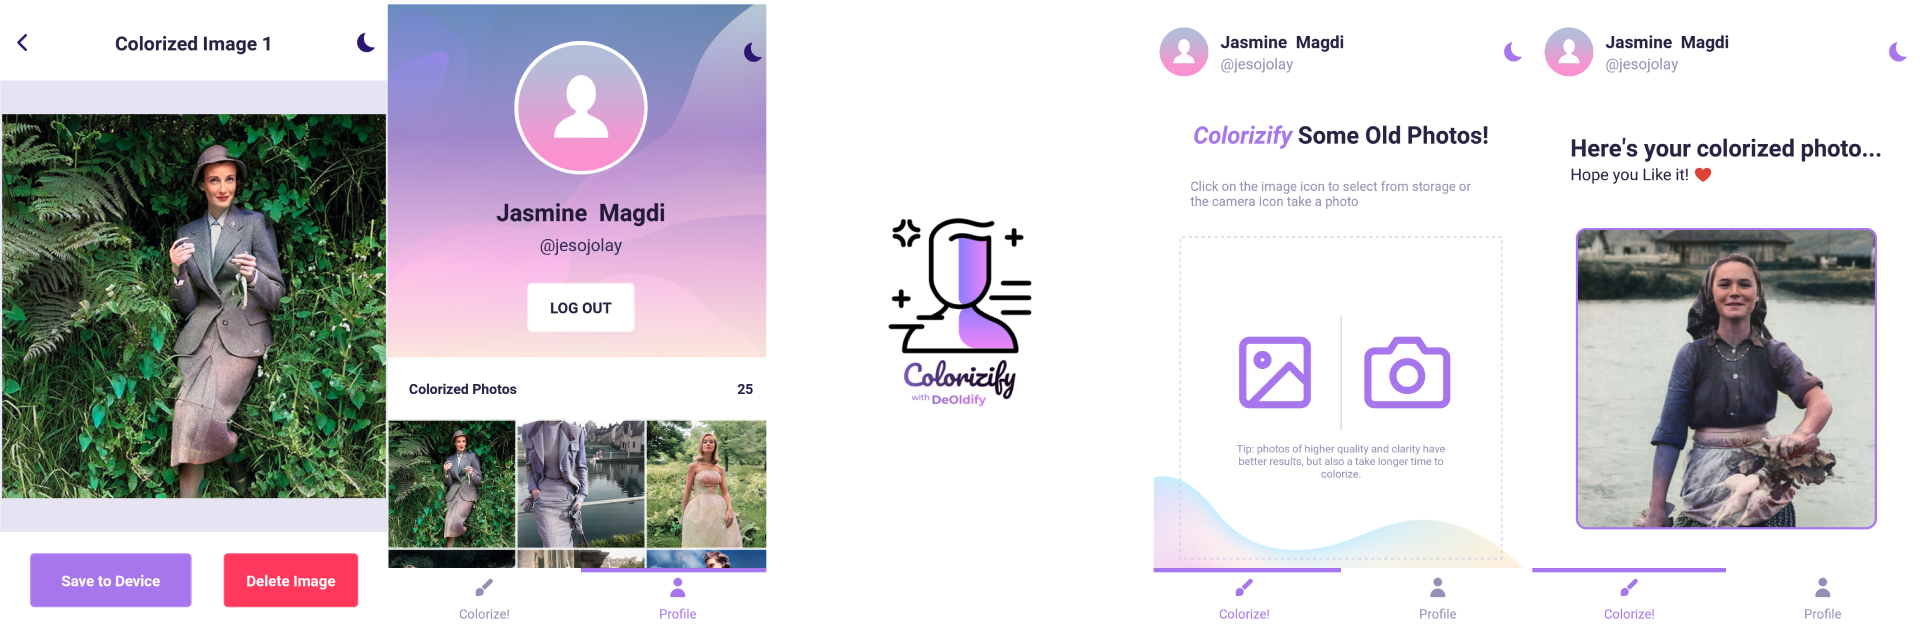 Colorized Image 1
Save to Device
Delete Image
Jasmine Magdi
@jesojolay
LOG OUT
Colorized Photos
25
Colorize!
Profile
Colorizify
with DeOldify
Jasmine Magdi
@jesojolay
Colorizify Some Old Photos!
Click on the image icon to select from storage or
the camera icon take a photo
Tip: photos of higher quality and clarity have
better results, but also a take longer time to
colorize.
Colorize!
Profile
Jasmine Magdi
@jesojolay
Here's your colorized photo...
Hope you Like it! ❤️
Colorize!
Profile